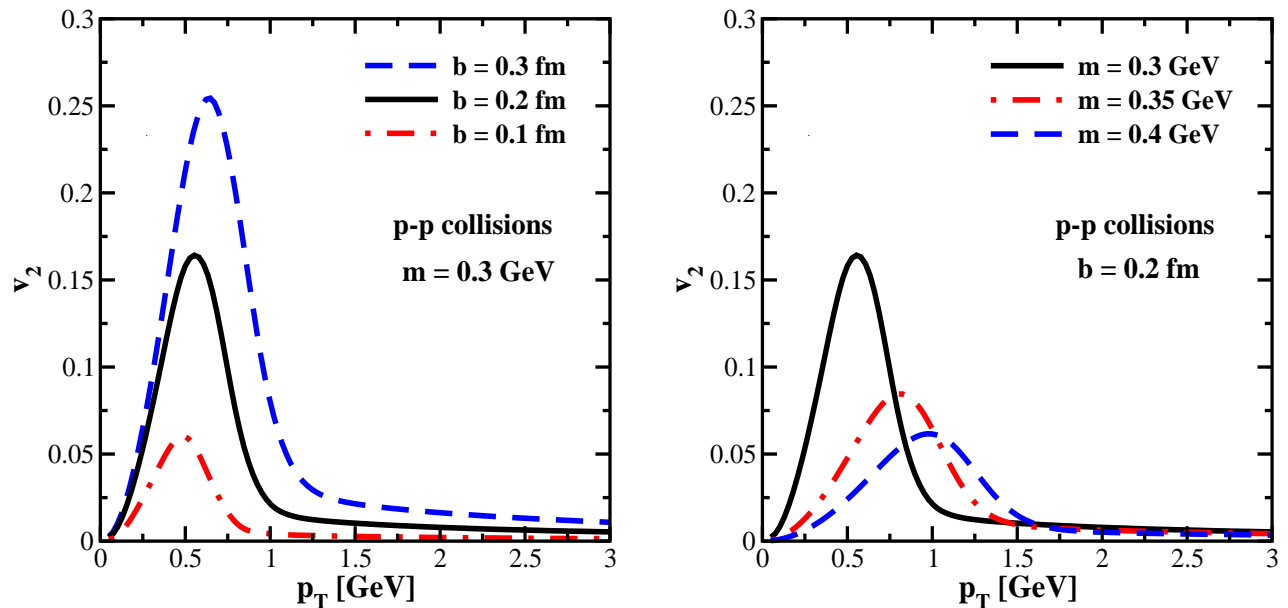 0.3
0.25
0.2
0.15
0.1
0.05
0
v2
b = 0.3 fm
b = 0.2 fm
b = 0.1 fm
p-p collisions
m = 0.3 GeV
0 0.5 1 1.5 2 2.5 3
pT [GeV]
0.3
0.25
0.2
0.15
0.1
0.05
0
v2
m = 0.3 GeV
m = 0.35 GeV
m = 0.4 GeV
p-p collisions
b = 0.2 fm
0 0.5 1 1.5 2 2.5 3
pT [GeV]